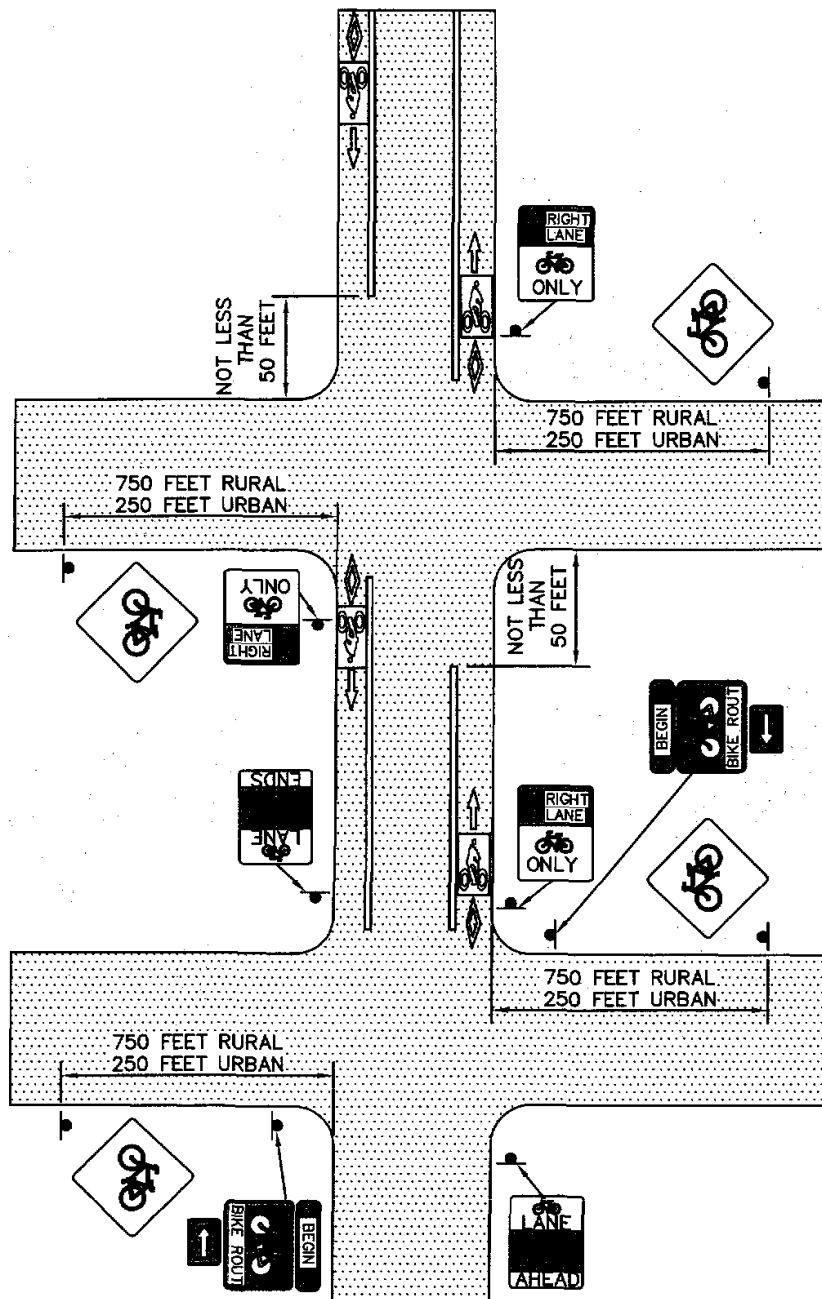 RIGHT
LANE
ONLY
NOT LESS
THAN
50 FEET
750 FEET RURAL
250 FEET URBAN
750 FEET RURAL
250 FEET URBAN
ONLY
RIGHT
LANE
NOT LESS
THAN
50 FEET
BEGIN
BIKE ROUT
ENDS
LANE
RIGHT
LANE
ONLY
750 FEET RURAL
250 FEET URBAN
750 FEET RURAL
250 FEET URBAN
BIKE ROUT
BEGIN
LANE
AHEAD